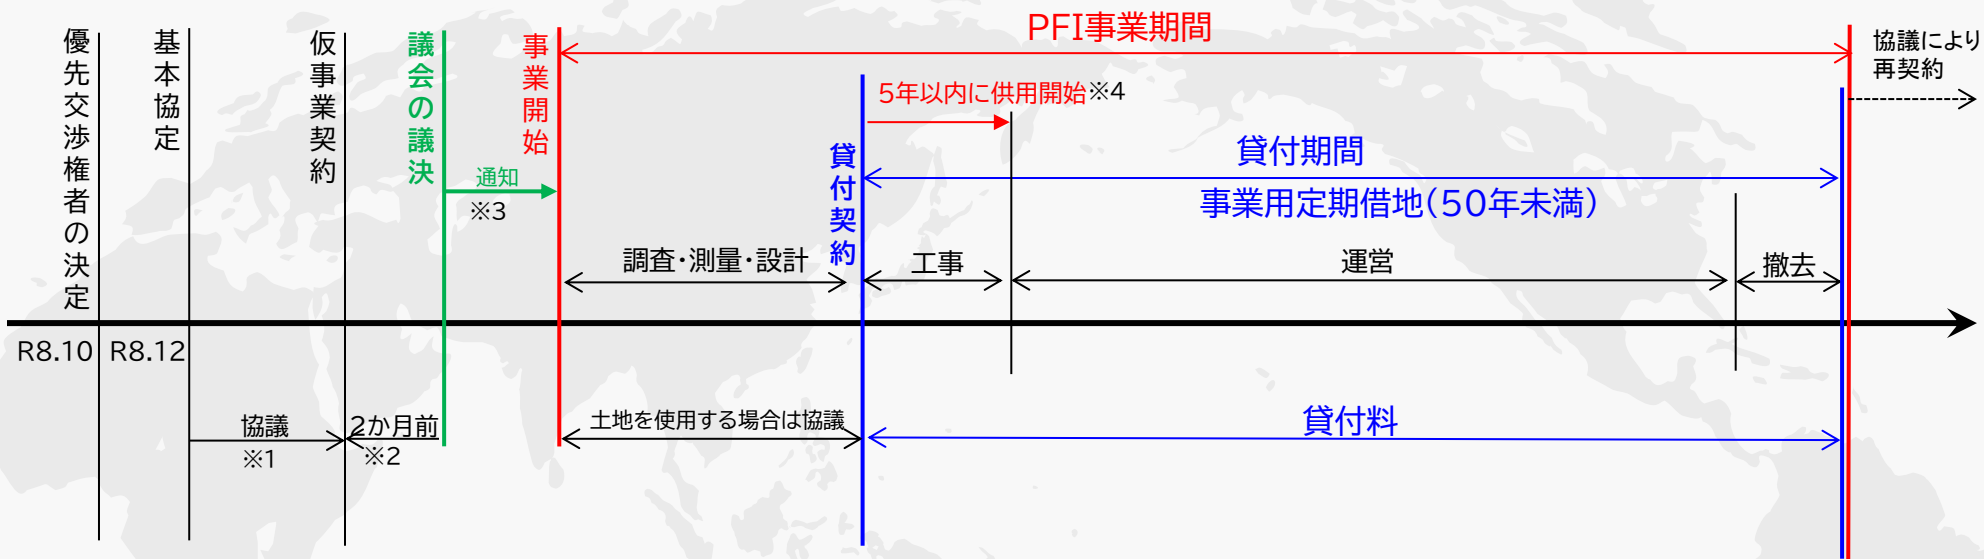 優先交渉権者の決定
基本協定
仮事業契約
議会の議決
事業開始
PFI事業期間
協議により
再契約
5年以内に供用開始※4
貸付契約
貸付期間
事業用定期借地(50年未満)
通知
※3
調査・測量・設計
工事
運営
撤去
R8.10
R8.12
協議
※1
2か月前
※2
土地を使用する場合は協議
貸付料